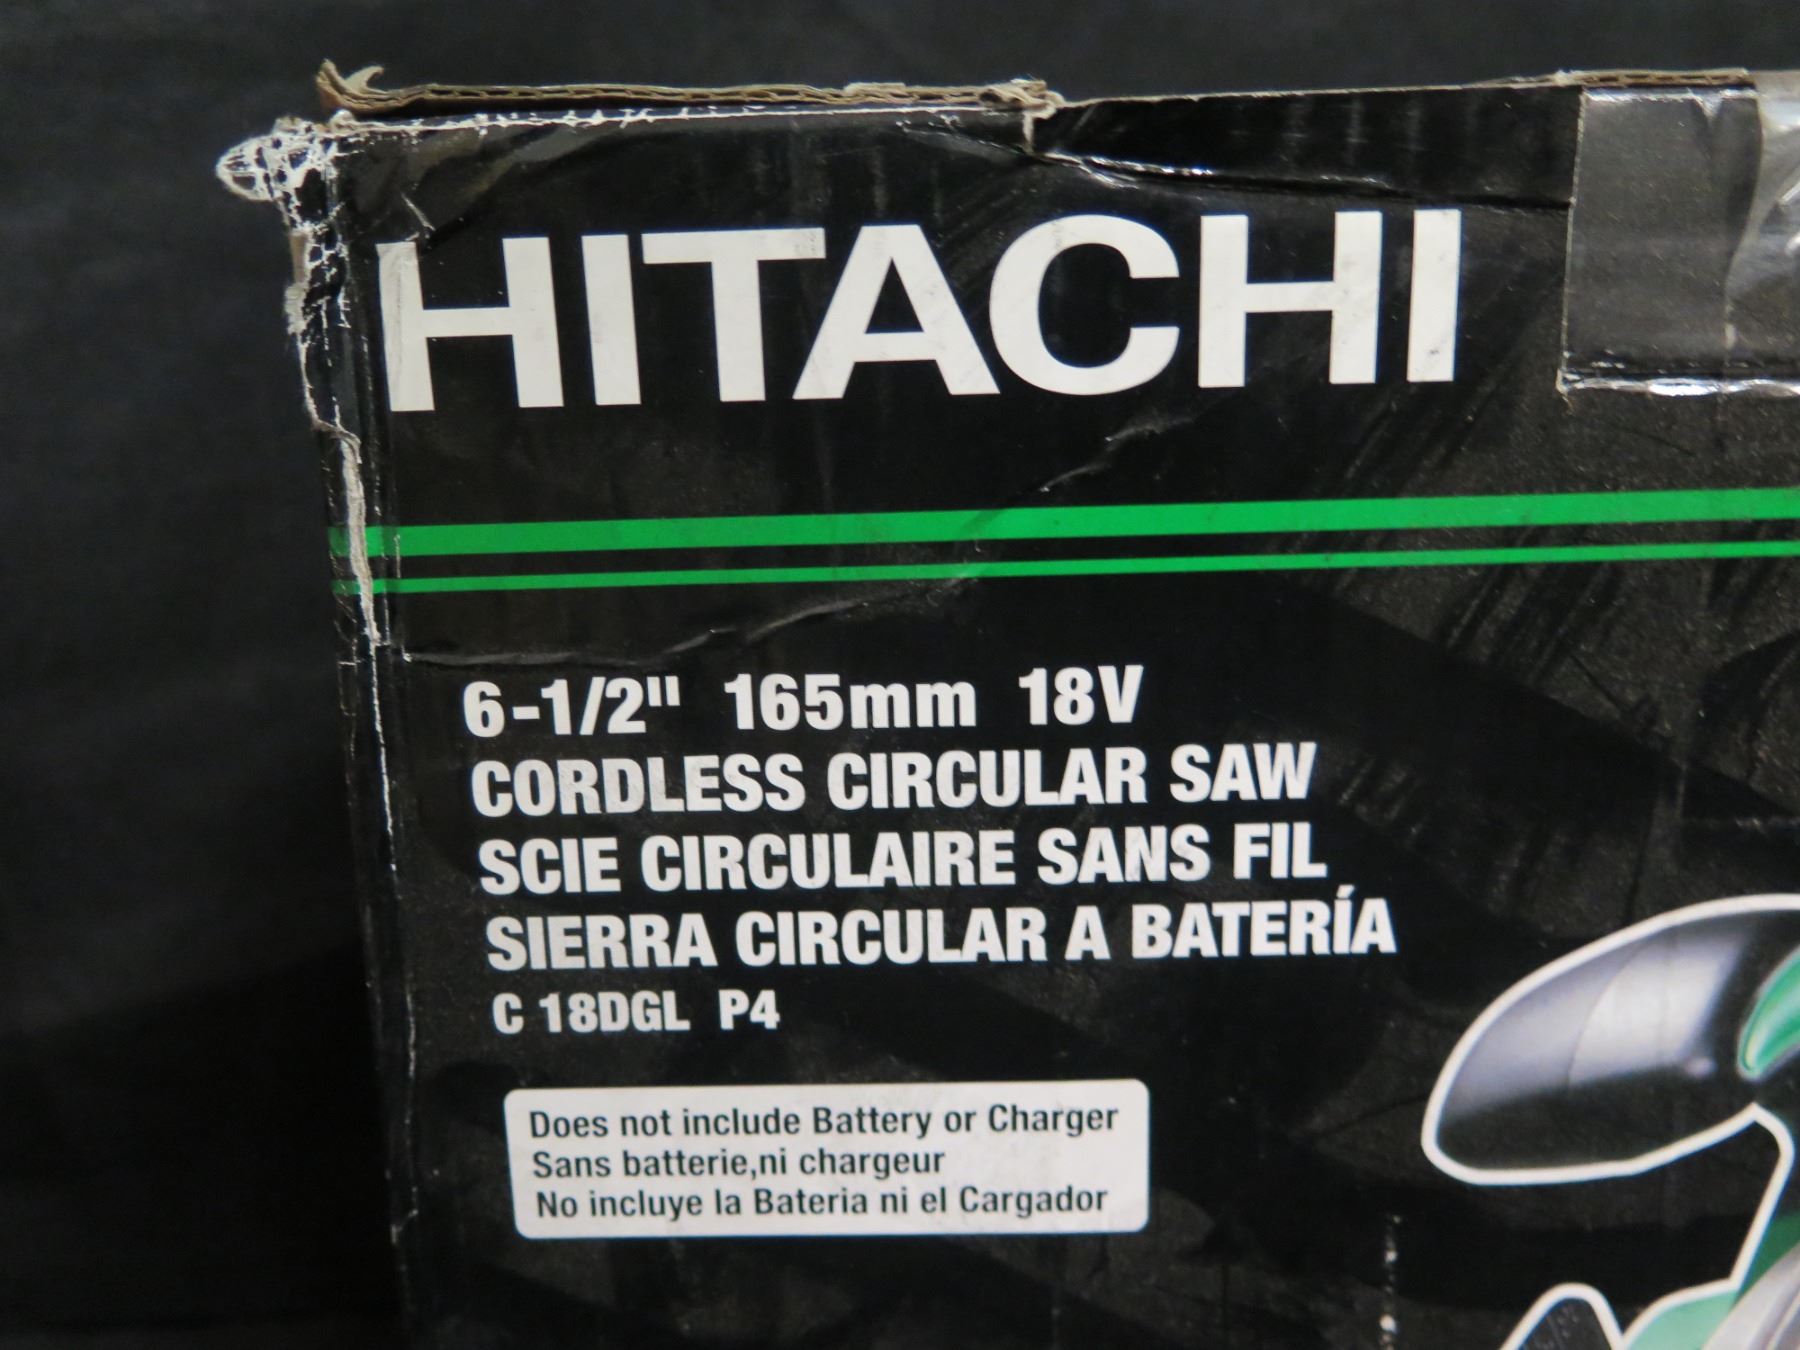 HITACHI
6-1/2" 165mm 18V
CORDLESS CIRCULAR SAW
SCIE CIRCULAIRE SANS FIL
SIERRA CIRCULAR A BATERÍA
C 18DGL P4
Does not include Battery or Charger
Sans batterie,ni chargeur
No incluye la Bateria ni el Cargador